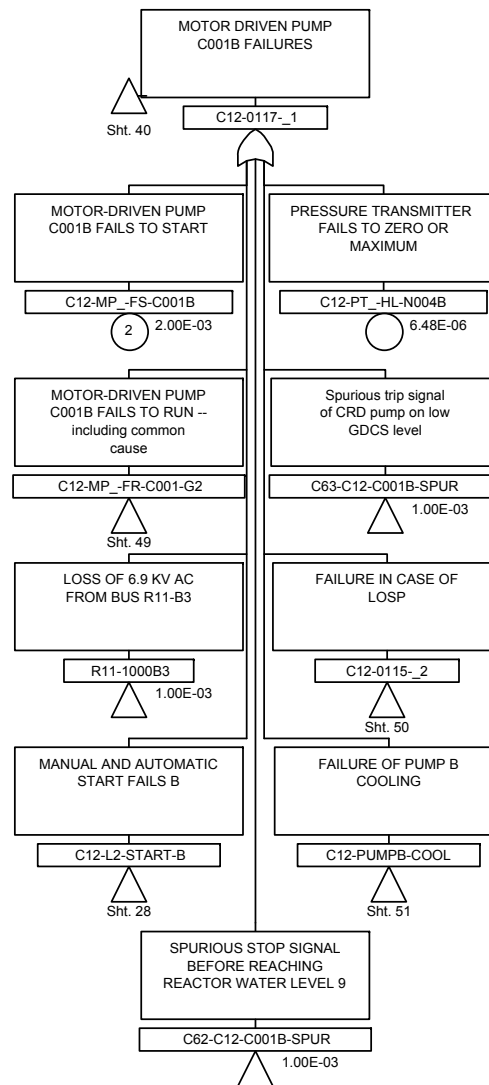 MOTOR DRIVEN PUMP
C001B FAILURES
Sht. 40
C12-0117-_1
MOTOR-DRIVEN PUMP
C001B FAILS TO START
C12-MP_-FS-C001B
2
2.00E-03
PRESSURE TRANSMITTER
FAILS TO ZERO OR
MAXIMUM
C12-PT_-HL-N004B
6.48E-06
MOTOR-DRIVEN PUMP
C001B FAILS TO RUN --
including common
cause
C12-MP_-FR-C001-G2
Sht. 49
Spurious trip signal
of CRD pump on low
GDCS level
C63-C12-C001B-SPUR
1.00E-03
LOSS OF 6.9 KV AC
FROM BUS R11-B3
R11-1000B3
1.00E-03
FAILURE IN CASE OF
LOSP
C12-0115-_2
Sht. 50
MANUAL AND AUTOMATIC
START FAILS B
C12-L2-START-B
Sht. 28
FAILURE OF PUMP B
COOLING
C12-PUMPB-COOL
Sht. 51
SPURIOUS STOP SIGNAL
BEFORE REACHING
REACTOR WATER LEVEL 9
C62-C12-C001B-SPUR
1.00E-03